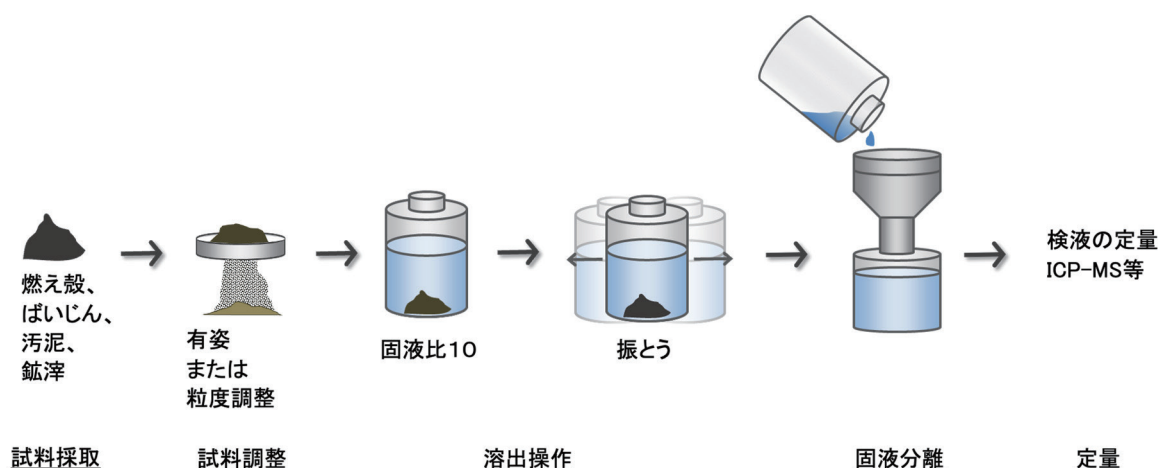 燃え殻、
ばいじん、
汚泥、
鉱滓
有姿
または
粒度調整
固液比10
振とう
検液の定量
ICP-MS等
試料採取
試料調整
溶出操作
固液分離
定量